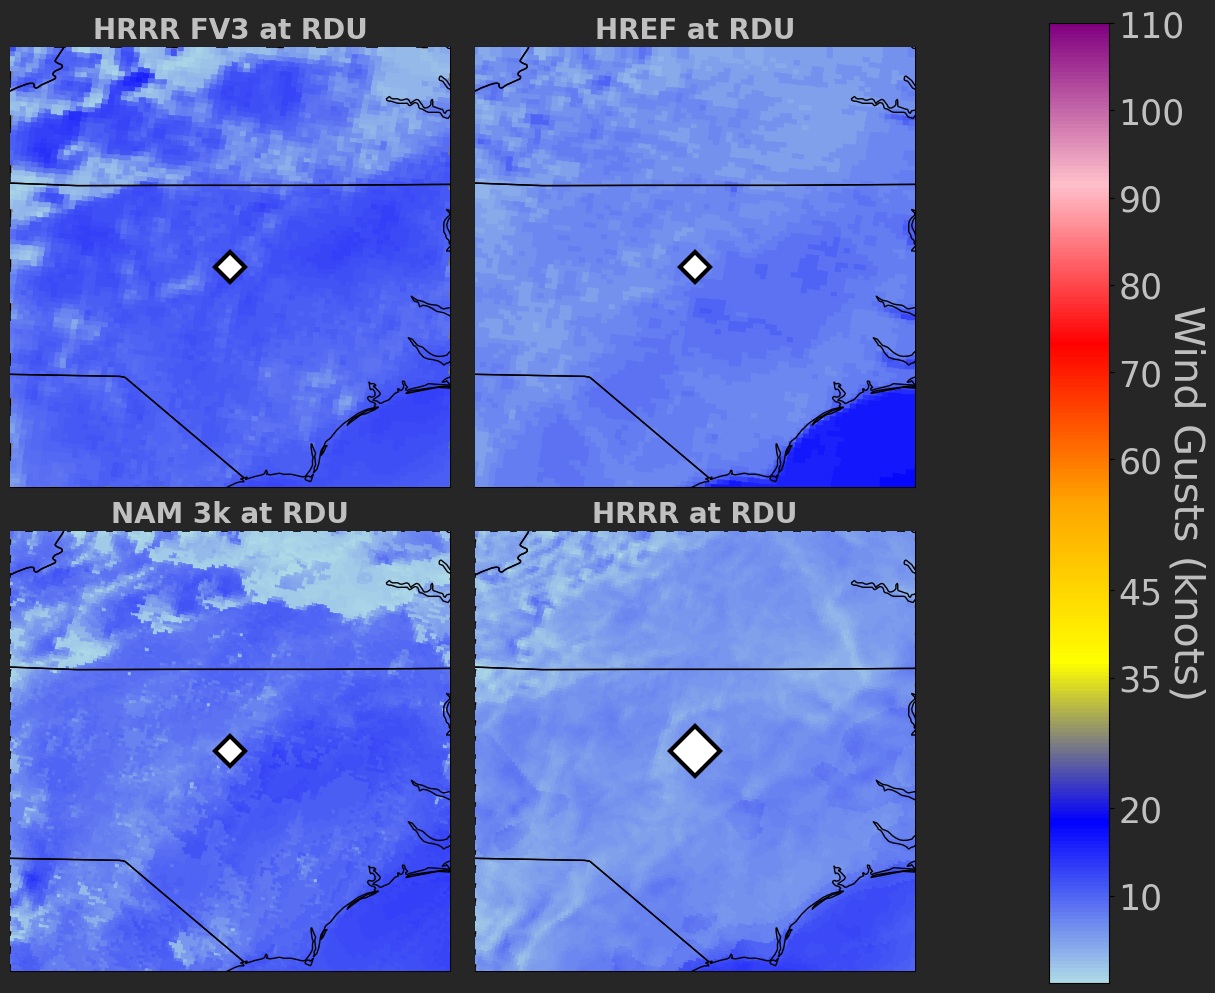 HRRR FV3 at RDU
HREF at RDU
NAM 3k at RDU
HRRR at RDU
110
100
90
80
70
60
45
35
20
10
Wind Gusts (knots)